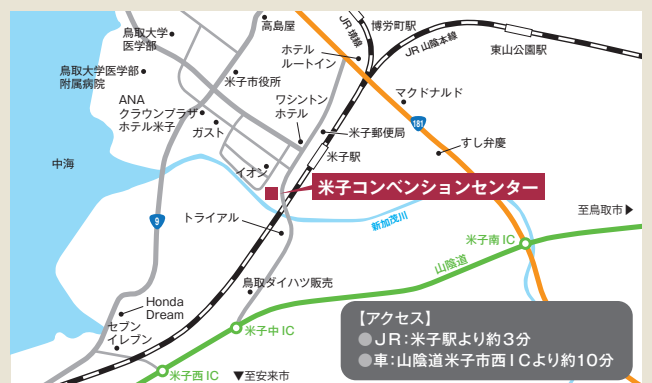 高島屋
JR 境線
博労町駅
鳥取大学
医学部
ホテル
ルートイン
JR 山陰本線
東山公園駅
鳥取大学医学部
附属病院
米子市役所
ANA
クラウンプラザ
ホテル米子
ワシントン
ホテル
マクドナルド
181
ガスト
米子郵便局
すし弁慶
米子駅
中海
イオン
米子コンベンションセンター
9
トライアル
新加茂川
至鳥取市▶
米子南 IC
山陰道
鳥取ダイハツ販売
Honda
Dream
セブン
イレブン
米子中 IC
米子西 IC
▼至安来市
【アクセス】
●JR:米子駅より約3分
●車:山陰道米子市西ICより約10分